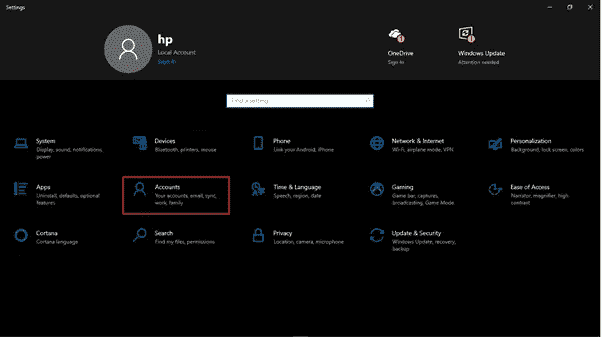 Settings
hp
Local Account
Sign in
OneDrive
Sign in
Windows Update
Attention needed
Find a setting
System
Display, sound, notifications,
power
Devices
Bluetooth, printers, mouse
Phone
Link your Android, iPhone
Network & Internet
Wi-Fi, airplane mode, VPN
Personalization
Background, lock screen, colors
Apps
Uninstall, defaults, optional
features
Accounts
Your accounts, email, sync,
work, family
Time & Language
Speech, region, date
Gaming
Game bar, captures,
broadcasting, Game Mode
Ease of Access
Narrator, magnifier, high
contrast
Cortana
Cortana language
Search
Find my files, permissions
Privacy
Location, camera, microphone
Update & Security
Windows Update, recovery,
backup